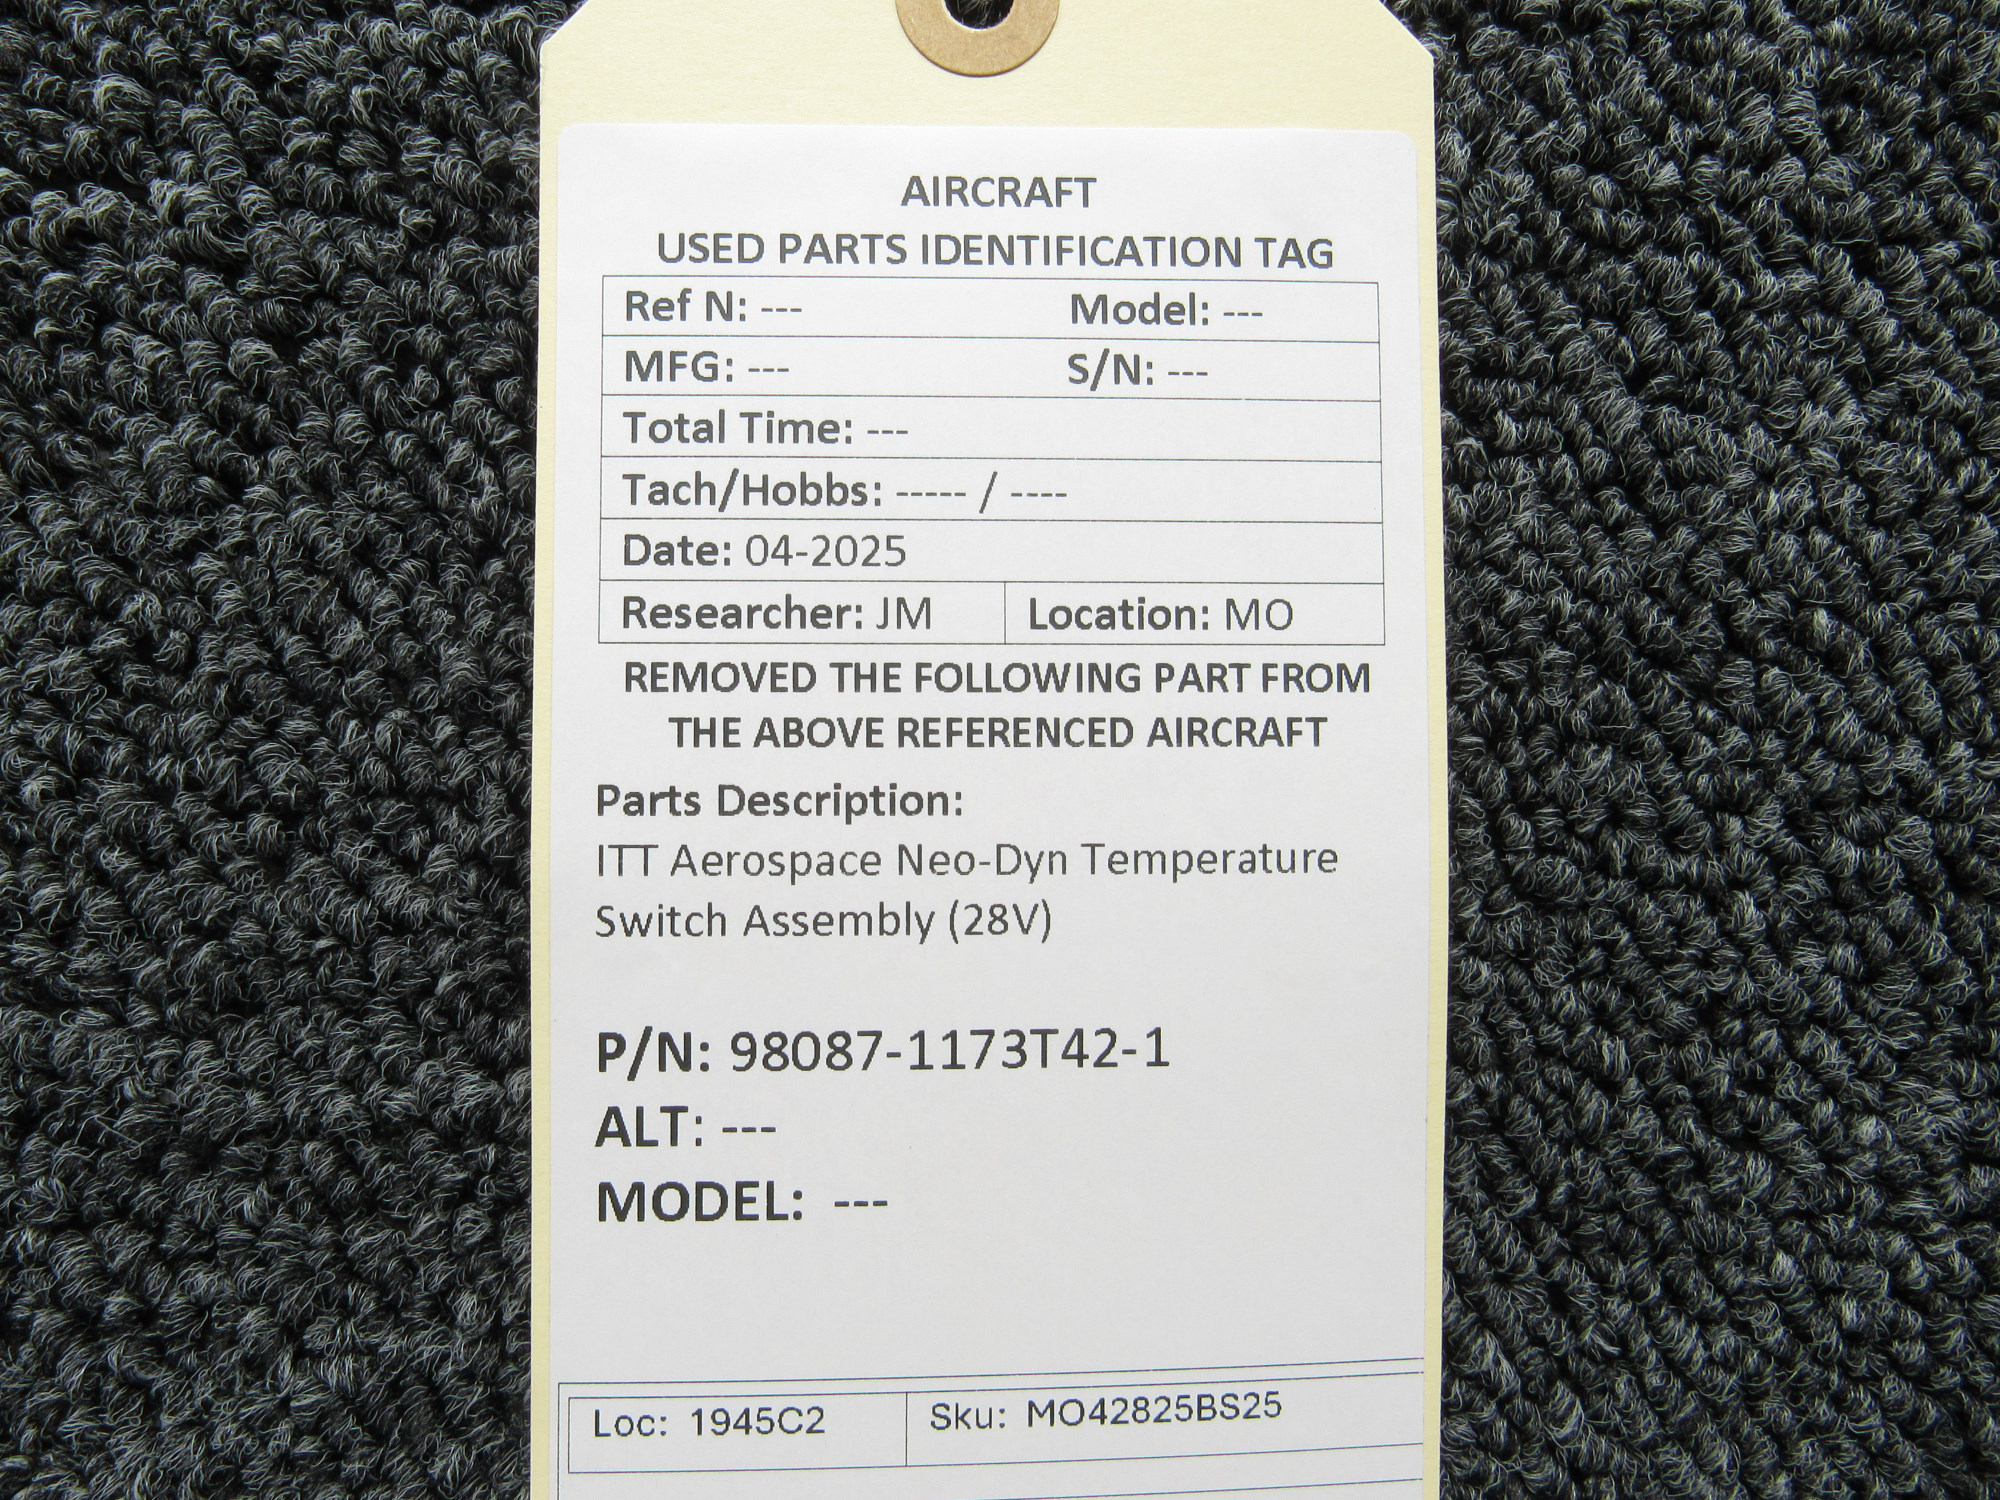 AIRCRAFT
USED PARTS IDENTIFICATION TAG
Ref N: --- Model: ---
MFG: --- S/N: ---
Total Time: ---
Tach/Hobbs: ----- / ----
Date: 04-2025
Researcher: JM Location: MO
REMOVED THE FOLLOWING PART FROM
THE ABOVE REFERENCED AIRCRAFT
Parts Description:
ITT Aerospace Neo-Dyn Temperature
Switch Assembly (28V)
P/N: 98087-1173T42-1
ALT: ---
MODEL: ---
Loc: 1945C2 Sku: MO42825BS25